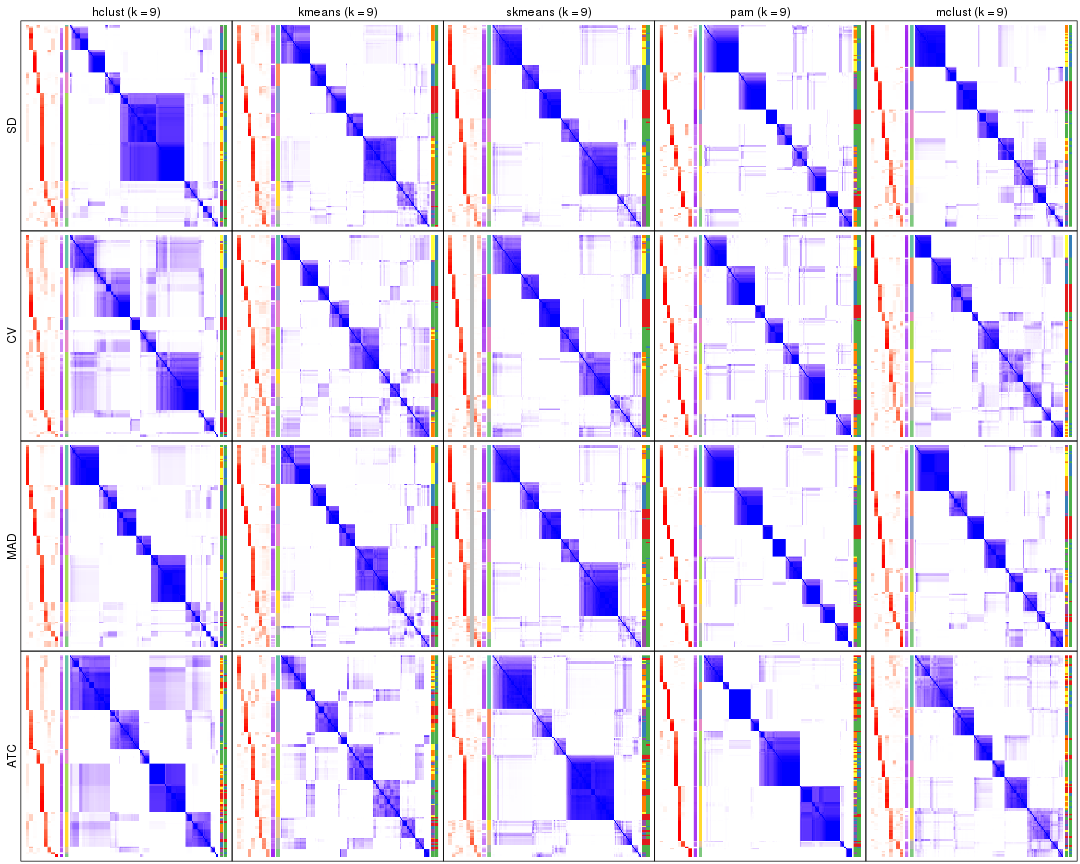 hclust (k = 9)
kmeans (k = 9)
skmeans (k = 9)
pam (k = 9)
mclust (k = 9)
SD
CV
MAD
ATC